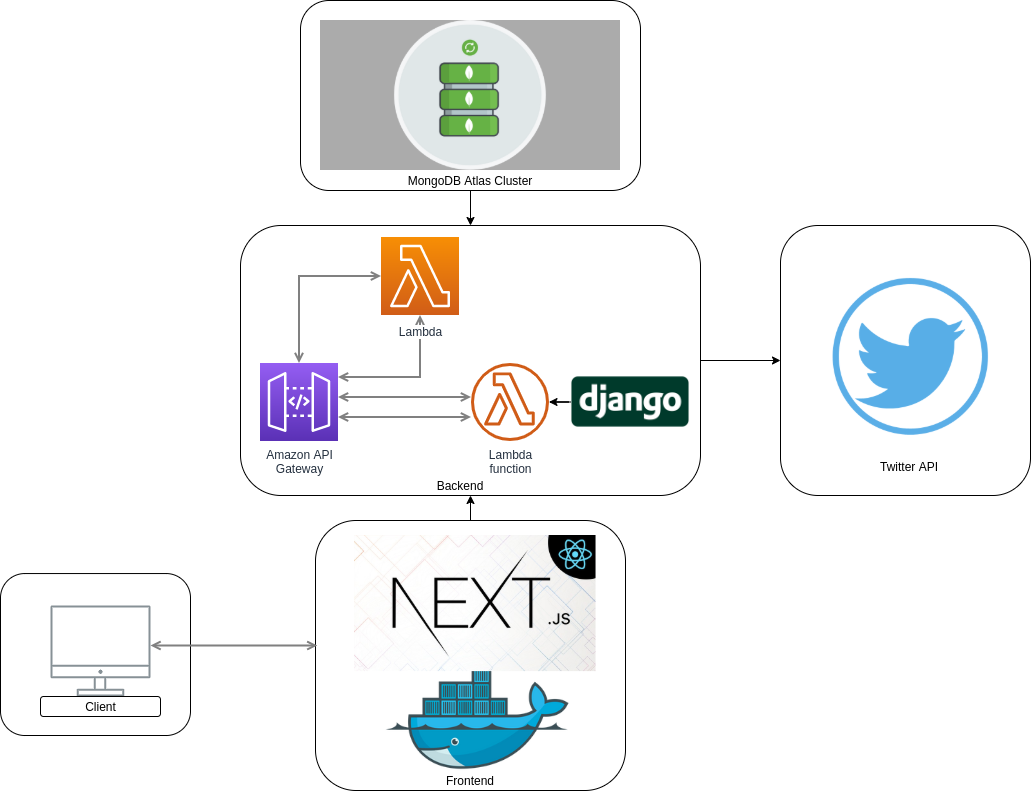 MongoDB Atlas Cluster
Lambda
django
Amazon API
Gateway
Lambda
function
Backend
Twitter API
NEXT.JS
Client
Frontend